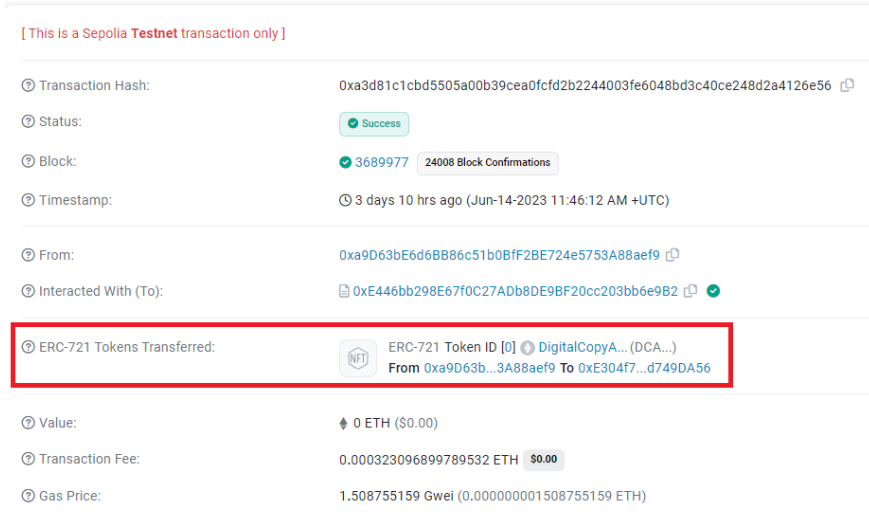 [ This is a Sepolia Testnet transaction only ]
Transaction Hash: 0xa3d81c1cbd5505a00b39cea0fcfd2b2244003fe6048bd3c40ce248d2a4126e56
Status: Success
Block: 3689977 24008 Block Confirmations
Timestamp: 3 days 10 hrs ago (Jun-14-2023 11:46:12 AM +UTC)
From: 0xa9D63bE6d6BB86c51b0BfF2BE724e5753A88aef9
Interacted With (To): 0xE446bb298E67f0C27ADb8DE9BF20cc203bb6e9B2
ERC-721 Tokens Transferred: NFT ERC-721 Token ID [0] DigitalCopyA... (DCA...)
From 0xa9D63b...3A88aef9 To 0xE304f7...d749DA56
Value: 0 ETH ($0.00)
Transaction Fee: 0.000323096899789532 ETH $0.00
Gas Price: 1.508755159 Gwei (0.000000001508755159 ETH)